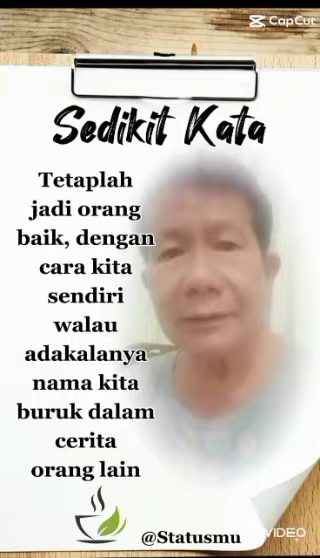 CapCut
Sedikit Kata
Tetaplah
jadi orang
baik, dengan
cara kita
sendiri
walau
adakalanya
nama kita
buruk dalam
cerita
orang lain
@Statusmu
VIDEO